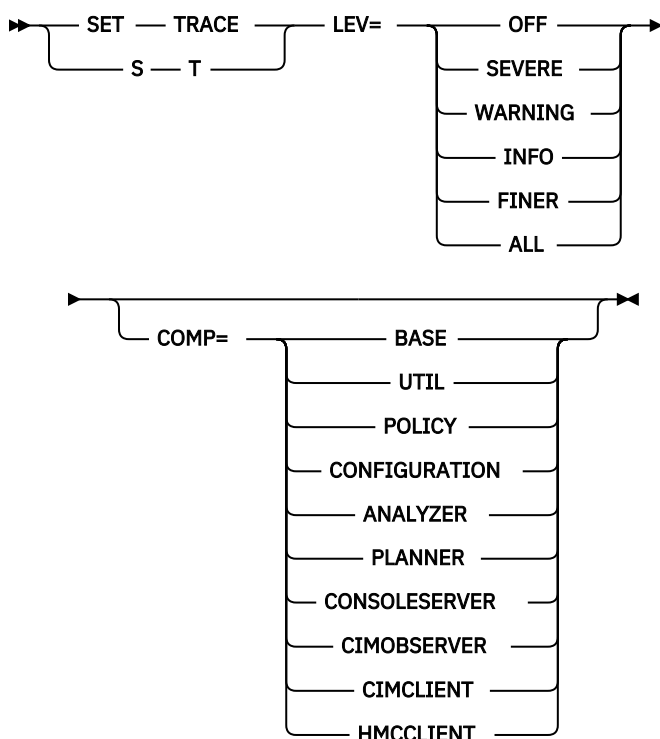 SET TRACE LEV= OFF
S T SEVERE
WARNING
INFO
FINER
ALL
COMP= BASE
UTIL
POLICY
CONFIGURATION
ANALYZER
PLANNER
CONSOLESERVER
CIMOBSERVER
CIMCLIENT
HMCCLIENT